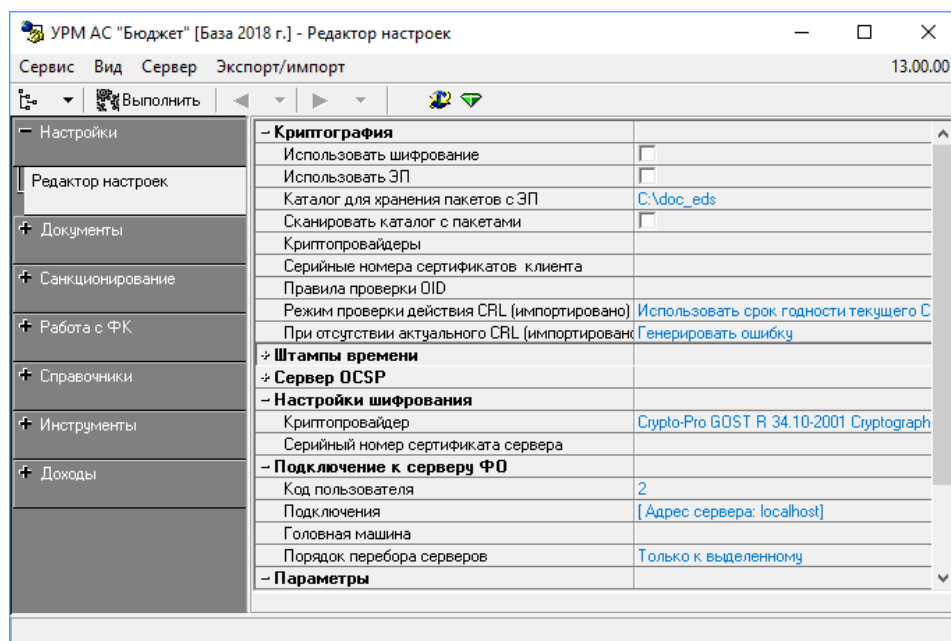 УРМ АС "Бюджет" [База 2018 г.] - Редактор настроек
Сервис Вид Сервер Экспорт/импорт 13.00.00
Выполнить
Настройки
Редактор настроек
Документы
Санкционирование
Работа с ФК
Справочники
Инструменты
Доходы
Криптография
Использовать шифрование
Использовать ЭП
Каталог для хранения пакетов с ЭП C:\doc_eds
Сканировать каталог с пакетами
Криптопровайдеры
Серийные номера сертификатов клиента
Правила проверки OID
Режим проверки действия CRL (импортировано) Использовать срок годности текущего С
При отсутствии актуального CRL (импортировано Генерировать ошибку
Штампы времени
Сервер OCSP
Настройки шифрования
Криптопровайдер Crypto-Pro GOST R 34.10-2001 Cryptograph
Серийный номер сертификата сервера
Подключение к серверу ФО
Код пользователя 2
Подключения [ Адрес сервера: localhost]
Головная машина
Порядок перебора серверов Только к выделенному
Параметры